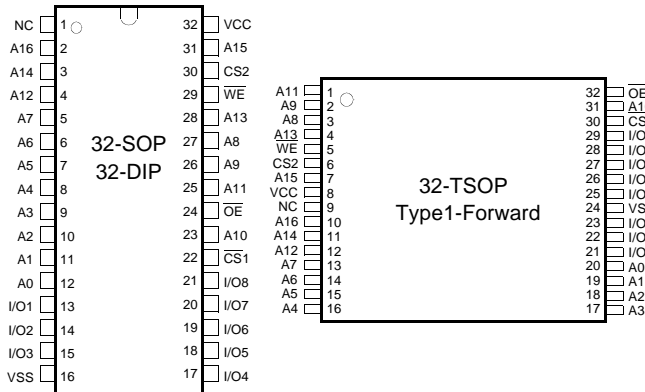 NC 1 32 VCC
A16 2 31 A15
A14 3 30 CS2
A12 4 29 WE
A7 5 28 A13
A6 6 27 A8
A5 7 26 A9
A4 8 25 A11
A3 9 24 OE
A2 10 23 A10
A1 11 22 CS1
A0 12 21 I/O8
I/O1 13 20 I/O7
I/O2 14 19 I/O6
I/O3 15 18 I/O5
VSS 16 17 I/O4
32-SOP
32-DIP
A11 1 32 OE
A9 2 31 A1
A8 3 30 CS
A13 4 29 I/O
WE 5 28 I/O
CS2 6 27 I/O
A15 7 26 I/O
VCC 8 25 I/O
NC 9 24 VS
A16 10 23 I/O
A14 11 22 I/O
A12 12 21 I/O
A7 13 20 A0
A6 14 19 A1
A5 15 18 A2
A4 16 17 A3
32-TSOP
Type1-Forward